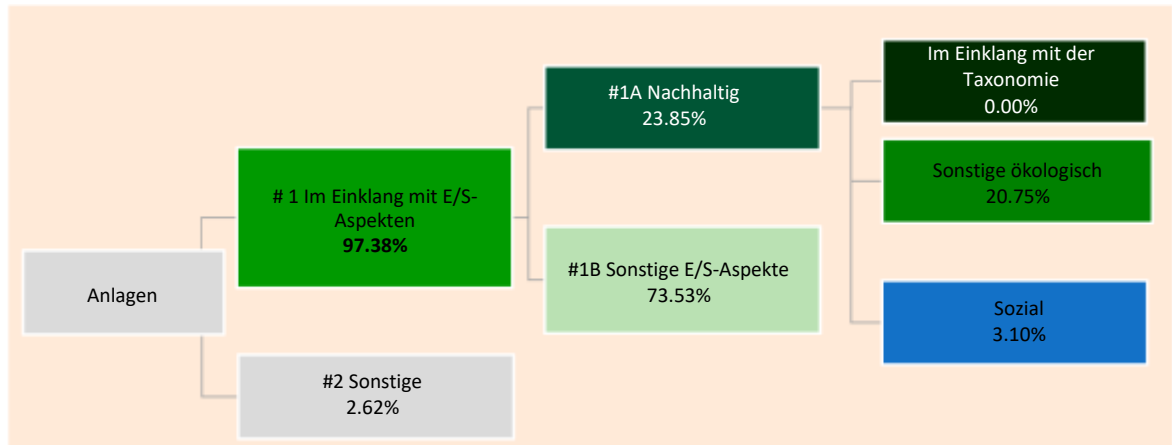 Anlagen
# 1 Im Einklang mit E/S-
Aspekten
97.38%
#2 Sonstige
2.62%
#1A Nachhaltig
23.85%
#1B Sonstige E/S-Aspekte
73.53%
Im Einklang mit der
Taxonomie
0.00%
Sonstige ökologisch
20.75%
Sozial
3.10%